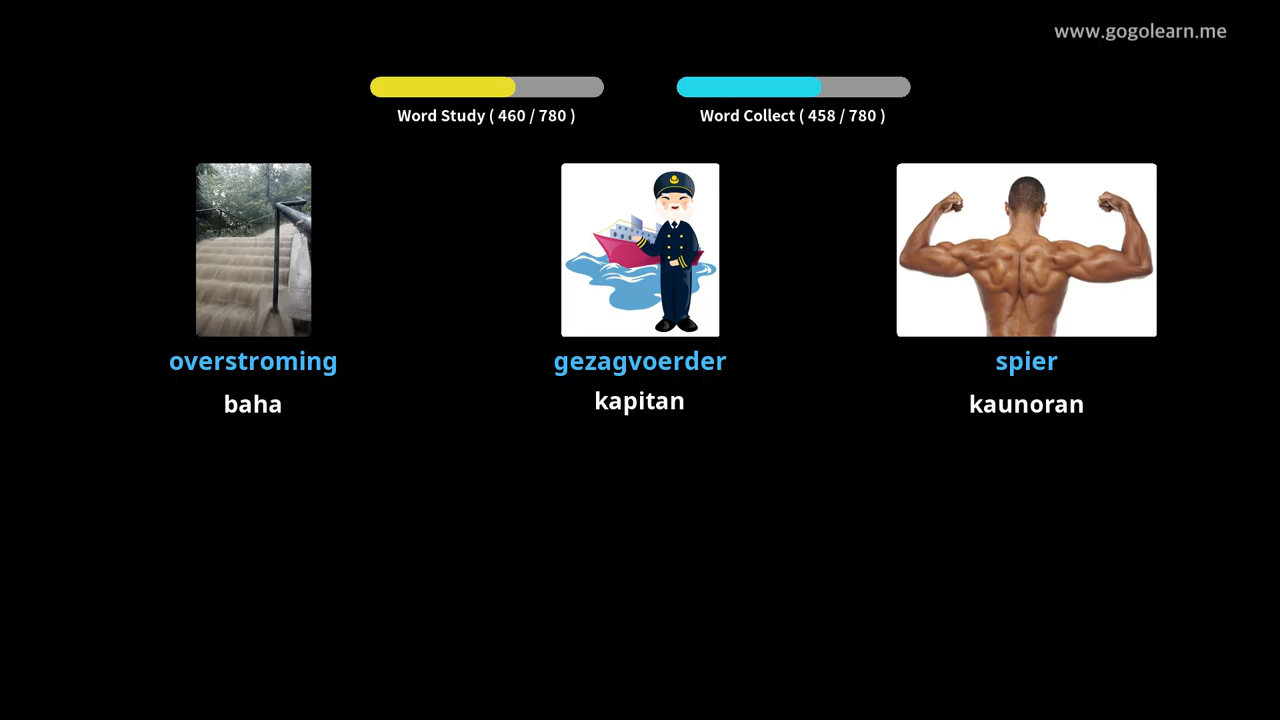 www.gogolearn.me
Word Study ( 460 / 780 )
Word Collect ( 458 / 780 )
overstroming
gezagvoerder
spier
baha
kapitan
kaunoran